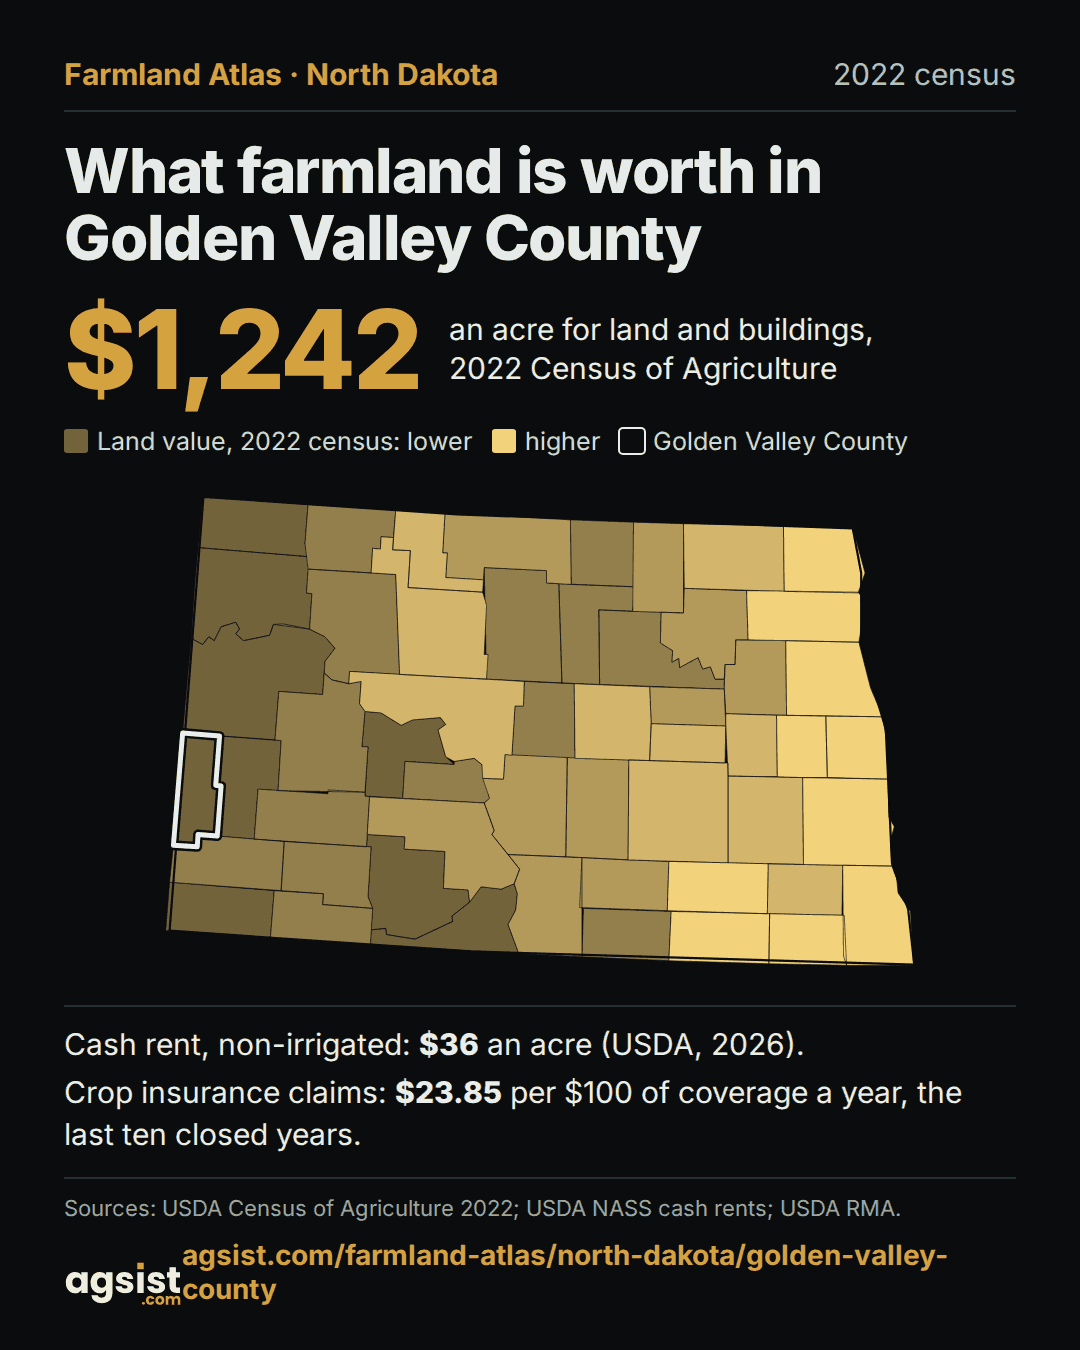 Farmland Atlas · North Dakota
2022 census
What farmland is worth in
Golden Valley County
$1,242
an acre for land and buildings,
2022 Census of Agriculture
Land value, 2022 census: lower
higher
Golden Valley County
Cash rent, non-irrigated: $36 an acre (USDA, 2026).
Crop insurance claims: $23.85 per $100 of coverage a year, the
last ten closed years.
Sources: USDA Census of Agriculture 2022; USDA NASS cash rents; USDA RMA.
agsist
.com
agsist.com/farmland-atlas/north-dakota/golden-valley-
county